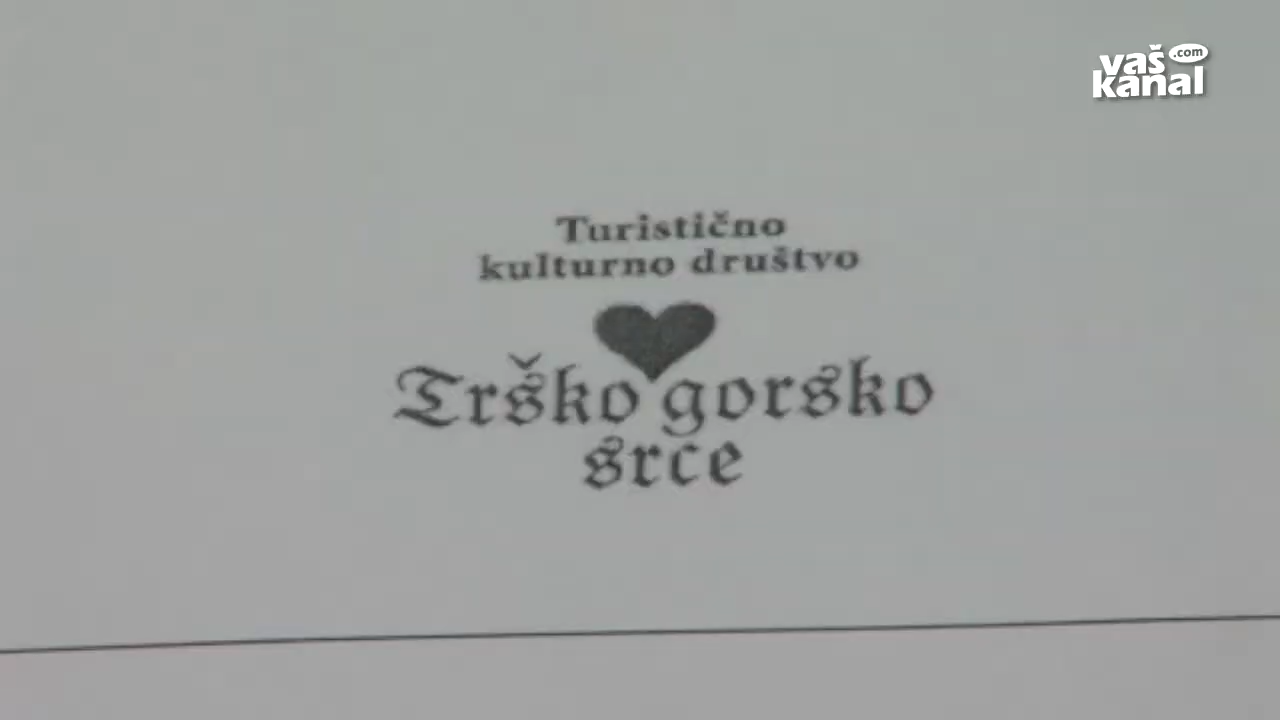 vaš .com
kanal
Turistično
kulturno društvo
Trško gorsko
srce